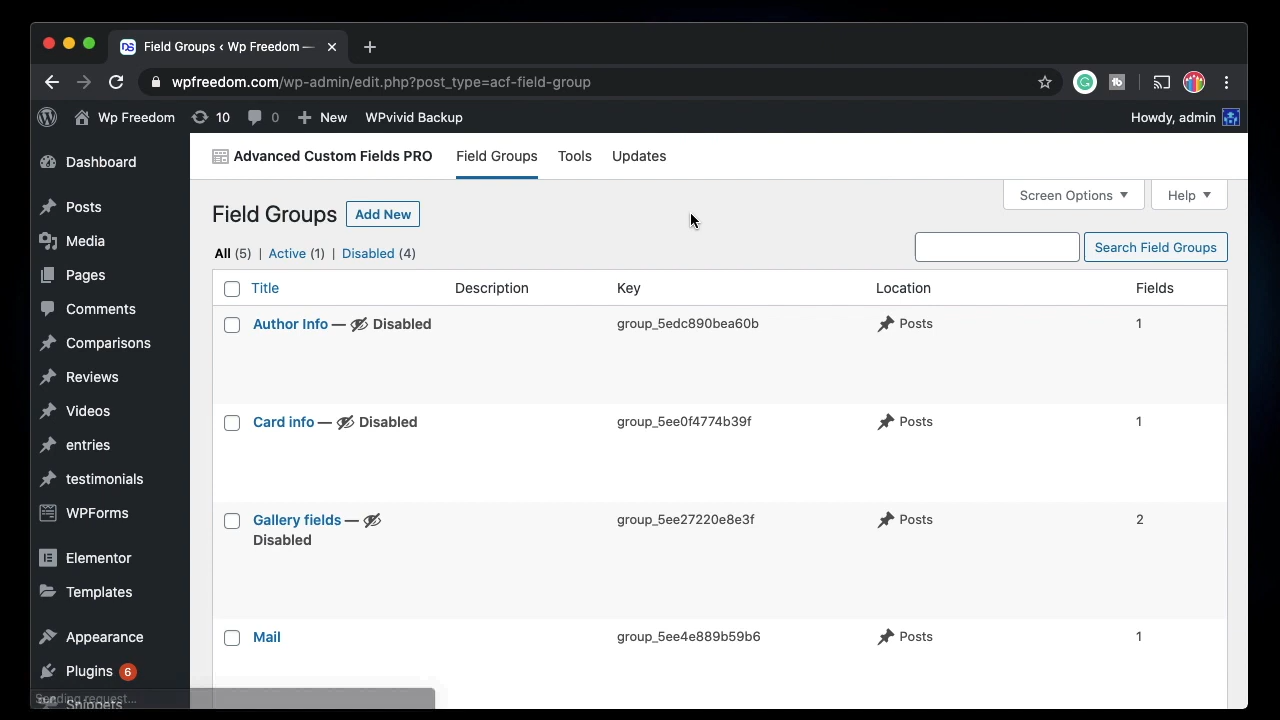 Field Groups ‹ Wp Freedom —
wpfreedom.com/wp-admin/edit.php?post_type=acf-field-group
Wp Freedom 10 0 New WPvivid Backup Howdy, admin
Dashboard
Posts
Media
Pages
Comments
Comparisons
Reviews
Videos
entries
testimonials
WPForms
Elementor
Templates
Appearance
Plugins 6
Snippets
Sending request...
Advanced Custom Fields PRO Field Groups Tools Updates
Screen Options Help
Field Groups Add New
All (5) | Active (1) | Disabled (4)
Search Field Groups
Title Description Key Location Fields
Author Info — Disabled group_5edc890bea60b Posts 1
Card info — Disabled group_5ee0f4774b39f Posts 1
Gallery fields — group_5ee27220e8e3f Posts 2
Disabled
Mail group_5ee4e889b59b6 Posts 1